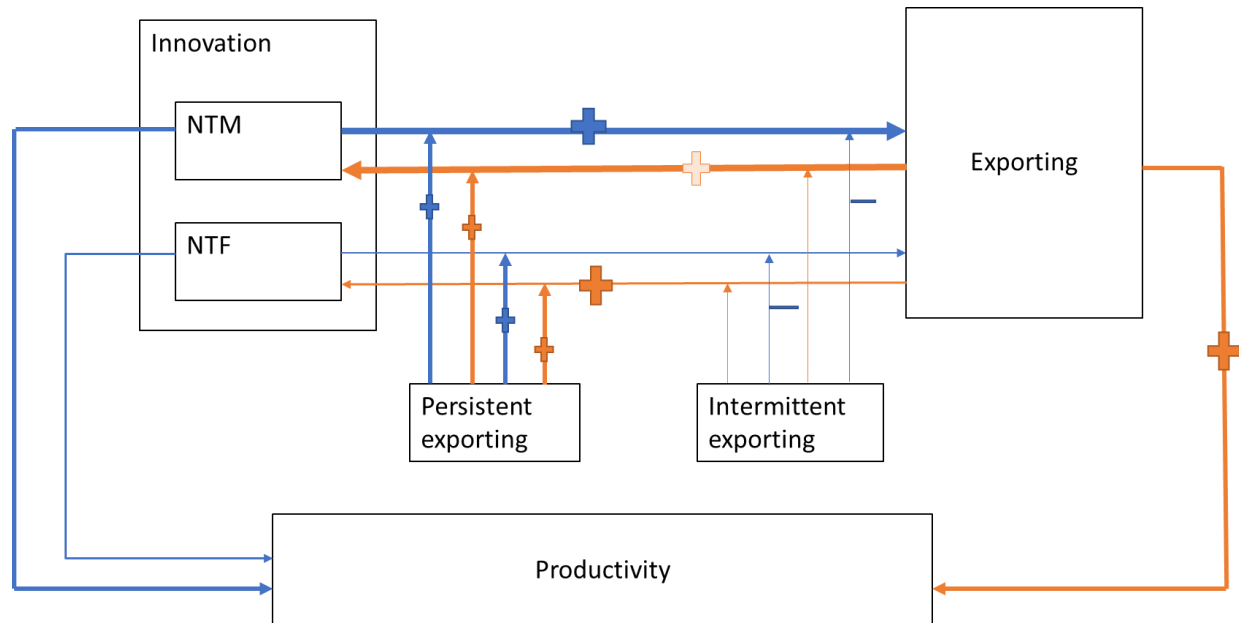 Innovation
NTM
Exporting
NTF
Persistent
exporting
Intermittent
exporting
Productivity